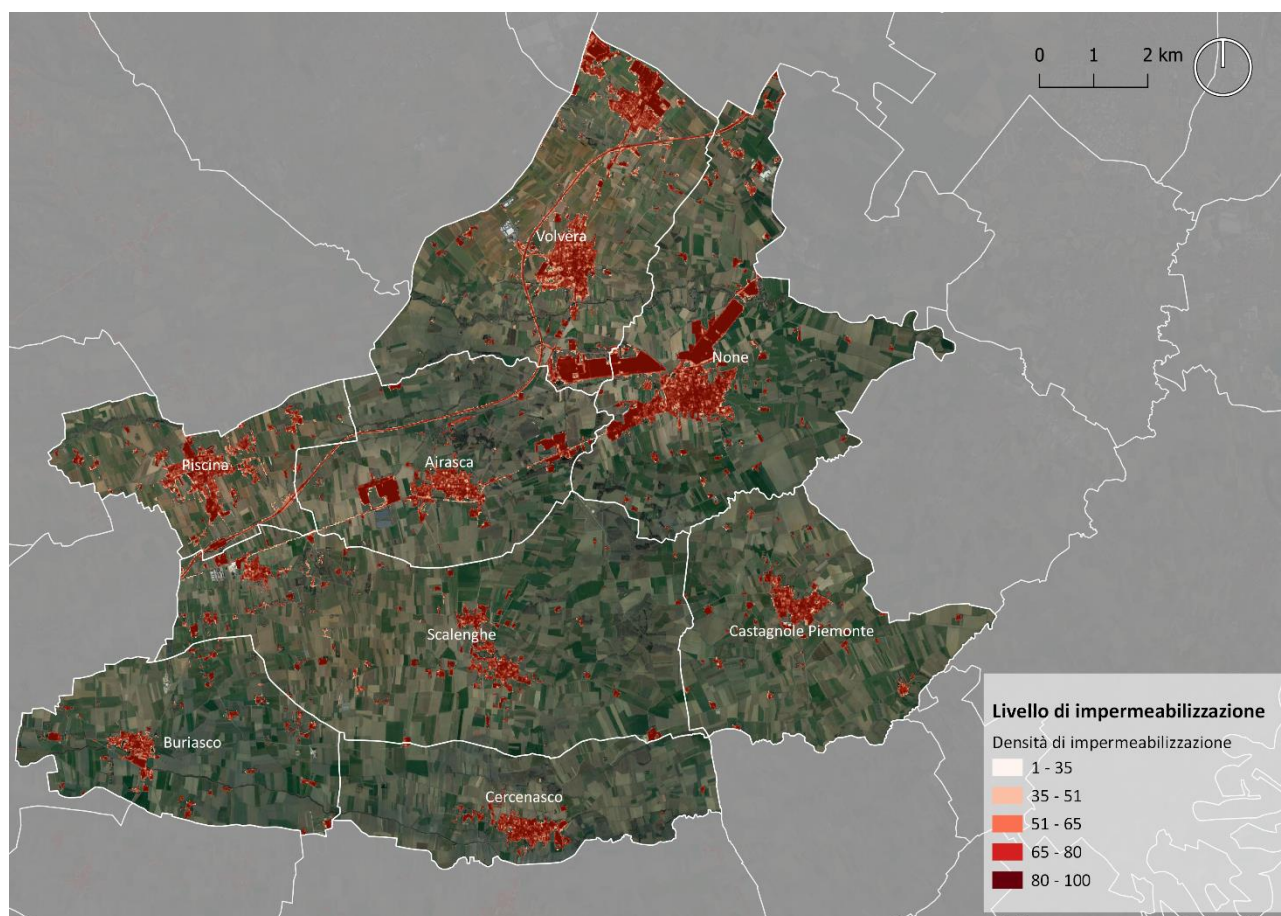 0 1 2 km
Volvera
None
Piscina
Airasca
Scalenghe
Castagnole Piemonte
Buriasco
Cercenasco
Livello di impermeabilizzazione
Densità di impermeabilizzazione
1 - 35
35 - 51
51 - 65
65 - 80
80 - 100